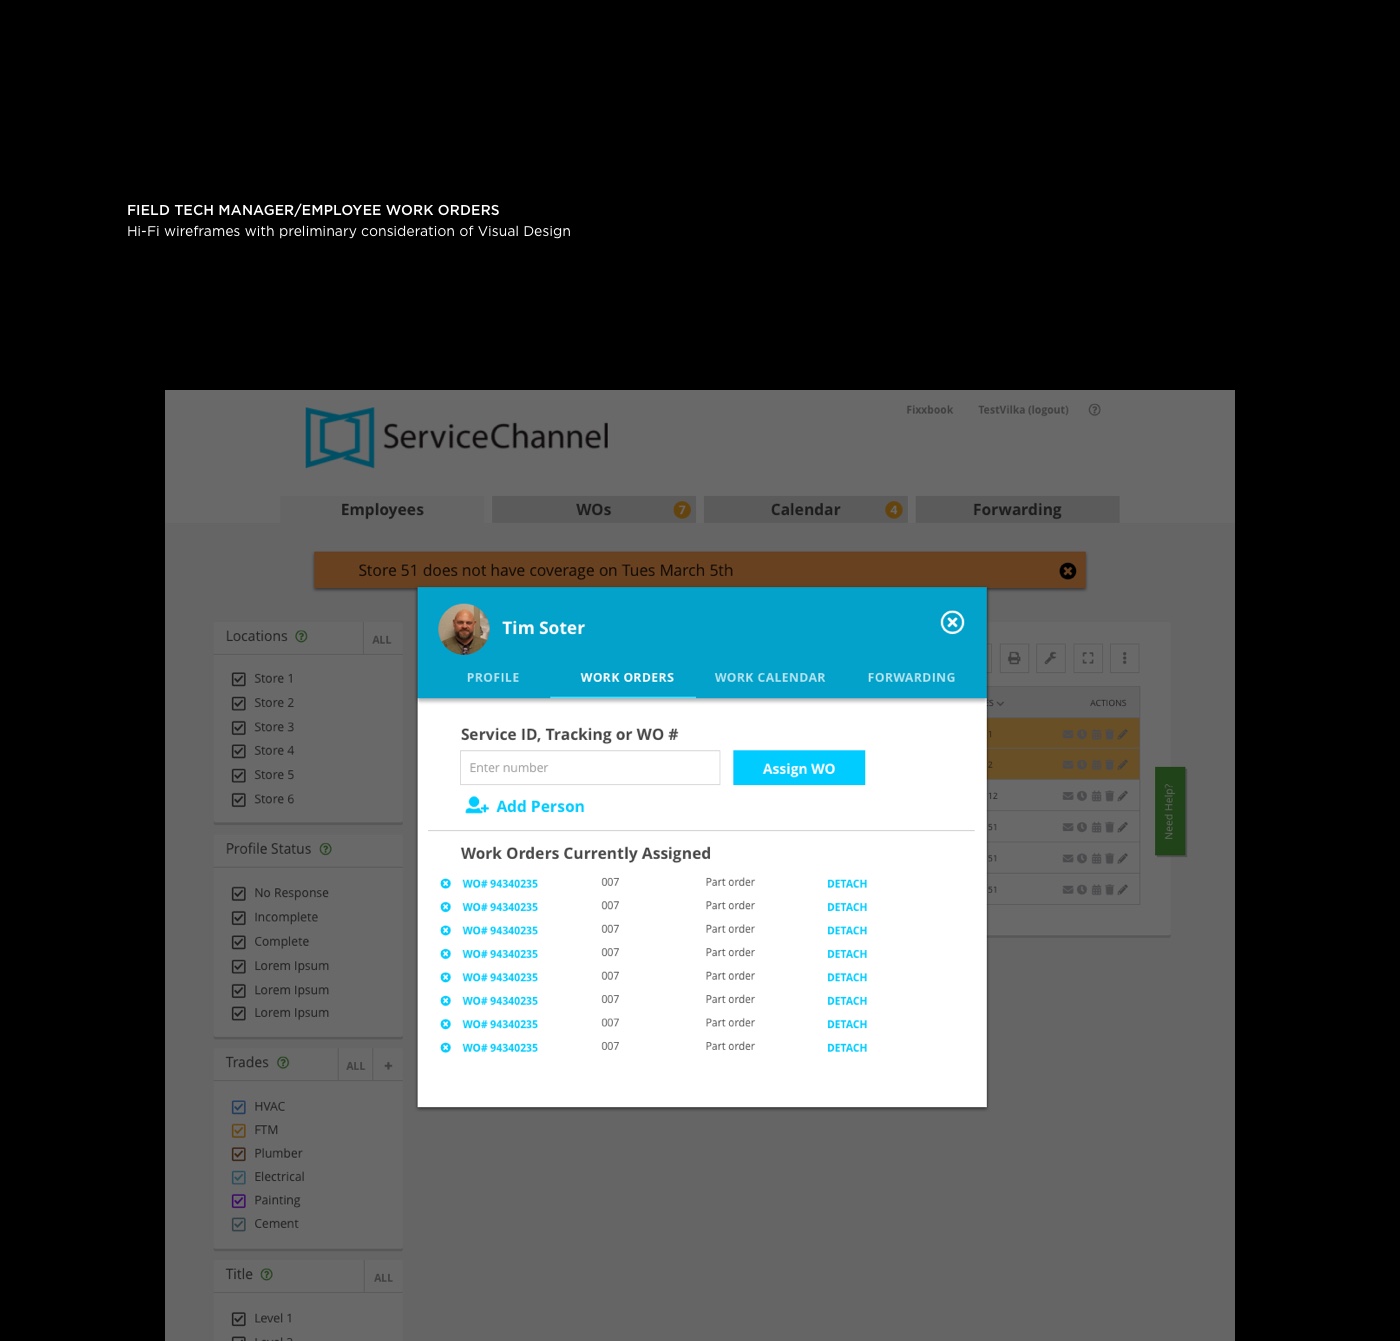 FIELD TECH MANAGER/EMPLOYEE WORK ORDERS
Hi-Fi wireframes with preliminary consideration of Visual Design
Fixxbook TestVilka (logout) ?
ServiceChannel
Employees WOs 7 Calendar 4 Forwarding
Store 51 does not have coverage on Tues March 5th
Tim Soter
PROFILE WORK ORDERS WORK CALENDAR FORWARDING
Service ID, Tracking or WO #
Enter number Assign WO
Add Person
Work Orders Currently Assigned
WO# 94340235 007 Part order DETACH
WO# 94340235 007 Part order DETACH
WO# 94340235 007 Part order DETACH
WO# 94340235 007 Part order DETACH
WO# 94340235 007 Part order DETACH
WO# 94340235 007 Part order DETACH
WO# 94340235 007 Part order DETACH
WO# 94340235 007 Part order DETACH
Locations ? ALL
Store 1
Store 2
Store 3
Store 4
Store 5
Store 6
Profile Status ?
No Response
Incomplete
Complete
Lorem Ipsum
Lorem Ipsum
Lorem Ipsum
Trades ? ALL +
HVAC
FTM
Plumber
Electrical
Painting
Cement
Title ? ALL
Level 1
ACTIONS
1
2
12
51
51
51
Need Help?